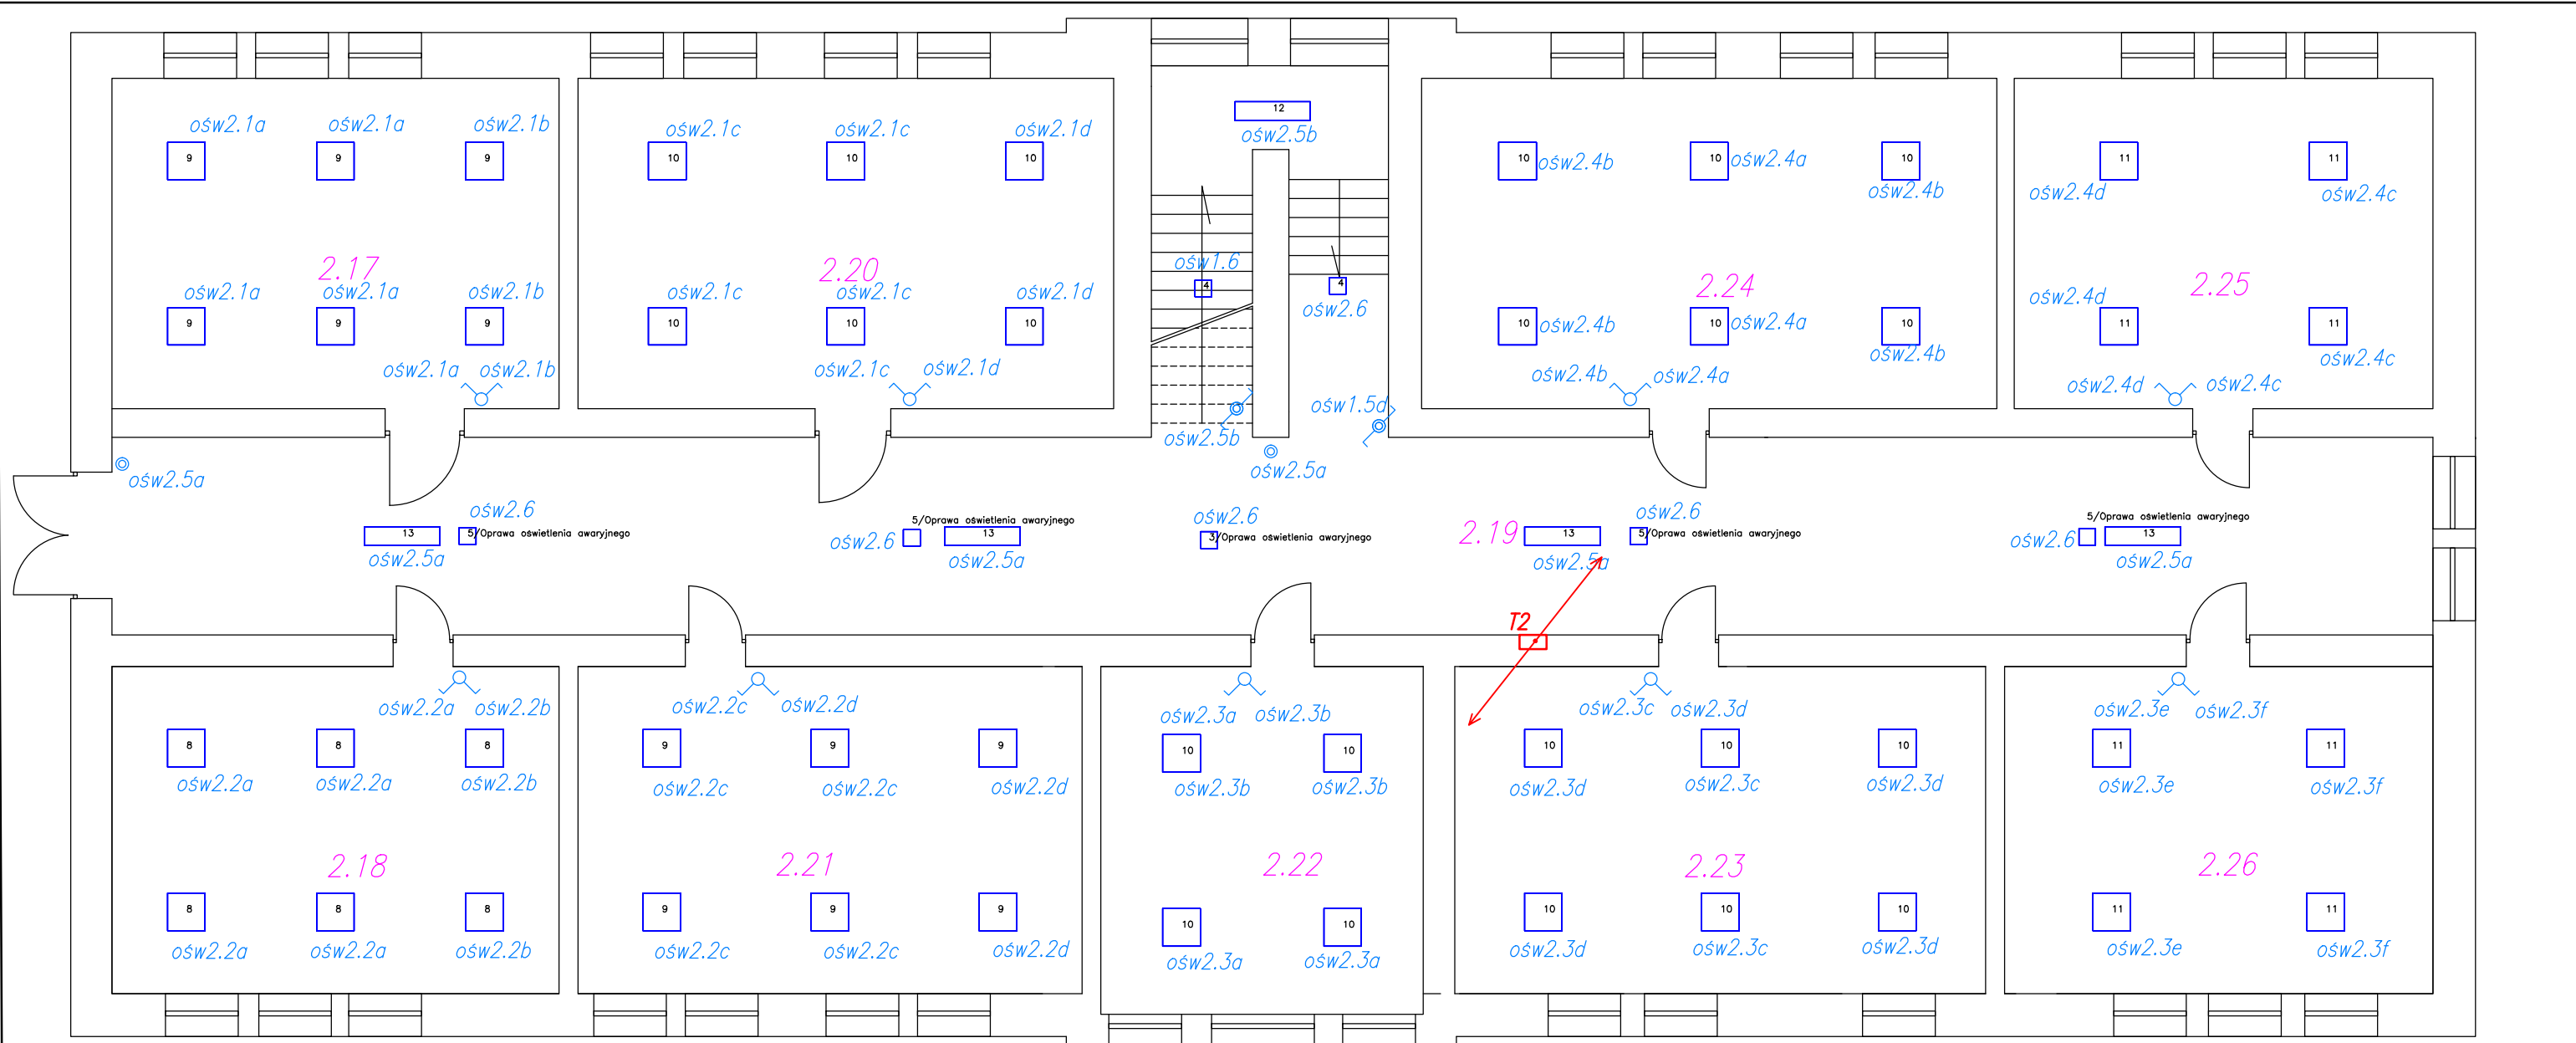 12
ośw2.5b
ośw2.1a ośw2.1a ośw2.1b
ośw2.1c ośw2.1c ośw2.1d
9 9 9
10 10 10
10 ośw2.4b 10 ośw2.4a 10
ośw2.4b
11 11
ośw2.4d ośw2.4c
2.17
2.20
ośw1.6
2.24
2.25
ośw2.1a ośw2.1a ośw2.1b
ośw2.1c ośw2.1c ośw2.1d
4 4
ośw2.6
ośw2.4d
9 9 9
10 10 10
10 ośw2.4b 10 ośw2.4a 10
ośw2.4b
11 11
ośw2.4c
ośw2.1a ośw2.1b
ośw2.1c ośw2.1d
ośw2.4b ośw2.4a
ośw2.4d ośw2.4c
ośw1.5d
ośw2.5b
ośw2.5a
ośw2.5a
13
ośw2.5a
ośw2.6
5/Oprawa oświetlenia awaryjnego
5/Oprawa oświetlenia awaryjnego
ośw2.6
13
ośw2.5a
ośw2.6
3/Oprawa oświetlenia awaryjnego
2.19
13
ośw2.5a
ośw2.6
5/Oprawa oświetlenia awaryjnego
5/Oprawa oświetlenia awaryjnego
ośw2.6
13
ośw2.5a
T2
ośw2.2a ośw2.2b
ośw2.2c ośw2.2d
ośw2.3a ośw2.3b
ośw2.3c ośw2.3d
ośw2.3e ośw2.3f
8 8 8
9 9 9
10 10
10 10 10
11 11
ośw2.2a ośw2.2a ośw2.2b
ośw2.2c ośw2.2c ośw2.2d
ośw2.3b ośw2.3b
ośw2.3d ośw2.3c ośw2.3d
ośw2.3e ośw2.3f
2.18
2.21
2.22
2.23
2.26
8 8 8
9 9 9
10 10
10 10 10
11 11
ośw2.2a ośw2.2a ośw2.2b
ośw2.2c ośw2.2c ośw2.2d
ośw2.3a ośw2.3a
ośw2.3d ośw2.3c ośw2.3d
ośw2.3e ośw2.3f